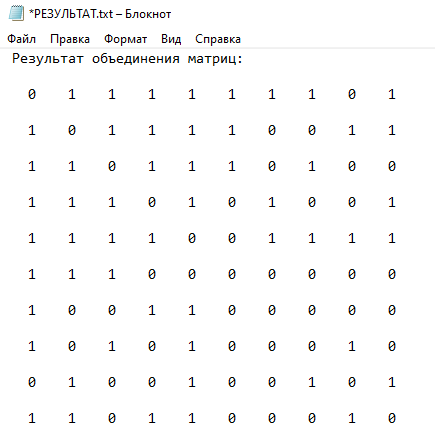 *РЕЗУЛЬТАТ.txt – Блокнот
Файл Правка Формат Вид Справка
Результат объединения матриц:
0 1 1 1 1 1 1 1 0 1
1 0 1 1 1 1 0 0 1 1
1 1 0 1 1 1 0 1 0 0
1 1 1 0 1 0 1 0 0 1
1 1 1 1 0 0 1 1 1 1
1 1 1 0 0 0 0 0 0 0
1 0 0 1 1 0 0 0 0 0
1 0 1 0 1 0 0 0 1 0
0 1 0 0 1 0 0 1 0 1
1 1 0 1 1 0 0 0 1 0